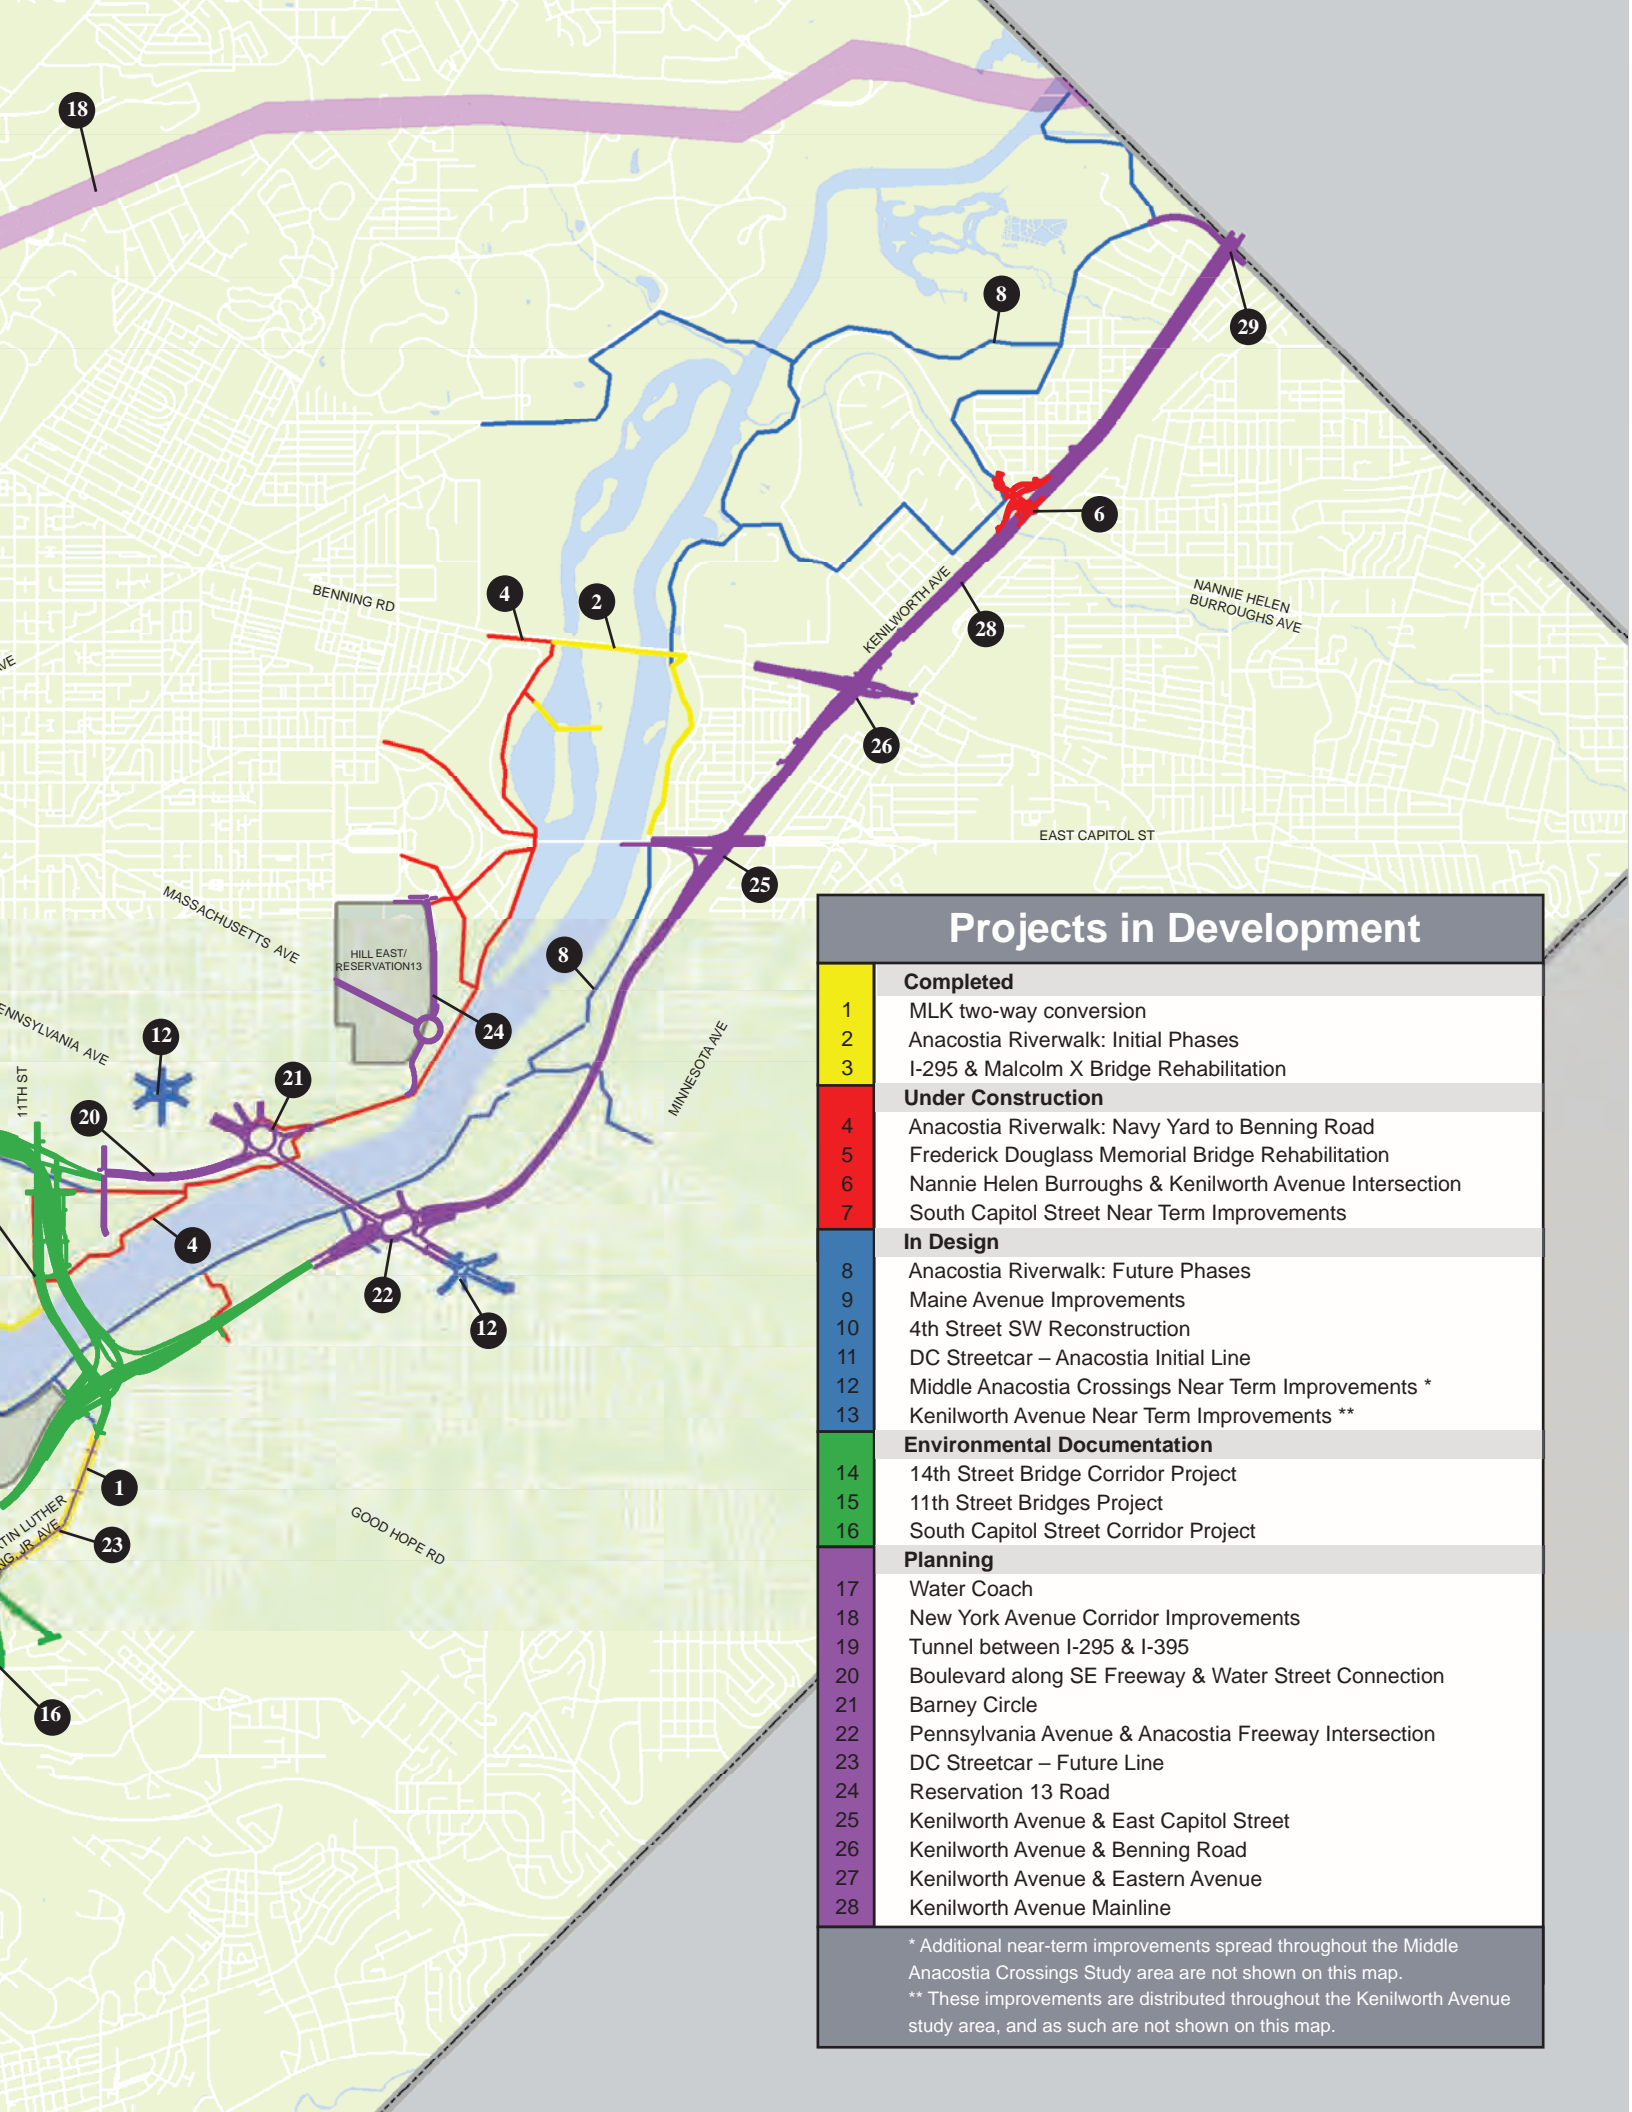 18
8
29
6
NANNIE HELEN
BURROUGHS AVE
BENNING RD
4
2
KENILWORTH AVE
28
26
EAST CAPITOL ST
25
MASSACHUSETTS AVE
HILL EAST/
RESERVATION13
8
24
ENNSYLVANIA AVE
12
21
MINNESOTA AVE
11TH ST
20
4
22
12
1
TIN LUTHER
NG, JR. AVE
23
GOOD HOPE RD
16
VE
Projects in Development
Completed
1 MLK two-way conversion
2 Anacostia Riverwalk: Initial Phases
3 I-295 & Malcolm X Bridge Rehabilitation
Under Construction
4 Anacostia Riverwalk: Navy Yard to Benning Road
5 Frederick Douglass Memorial Bridge Rehabilitation
6 Nannie Helen Burroughs & Kenilworth Avenue Intersection
7 South Capitol Street Near Term Improvements
In Design
8 Anacostia Riverwalk: Future Phases
9 Maine Avenue Improvements
10 4th Street SW Reconstruction
11 DC Streetcar – Anacostia Initial Line
12 Middle Anacostia Crossings Near Term Improvements *
13 Kenilworth Avenue Near Term Improvements **
Environmental Documentation
14 14th Street Bridge Corridor Project
15 11th Street Bridges Project
16 South Capitol Street Corridor Project
Planning
17 Water Coach
18 New York Avenue Corridor Improvements
19 Tunnel between I-295 & I-395
20 Boulevard along SE Freeway & Water Street Connection
21 Barney Circle
22 Pennsylvania Avenue & Anacostia Freeway Intersection
23 DC Streetcar – Future Line
24 Reservation 13 Road
25 Kenilworth Avenue & East Capitol Street
26 Kenilworth Avenue & Benning Road
27 Kenilworth Avenue & Eastern Avenue
28 Kenilworth Avenue Mainline
* Additional near-term improvements spread throughout the Middle
Anacostia Crossings Study area are not shown on this map.
** These improvements are distributed throughout the Kenilworth Avenue
study area, and as such are not shown on this map.